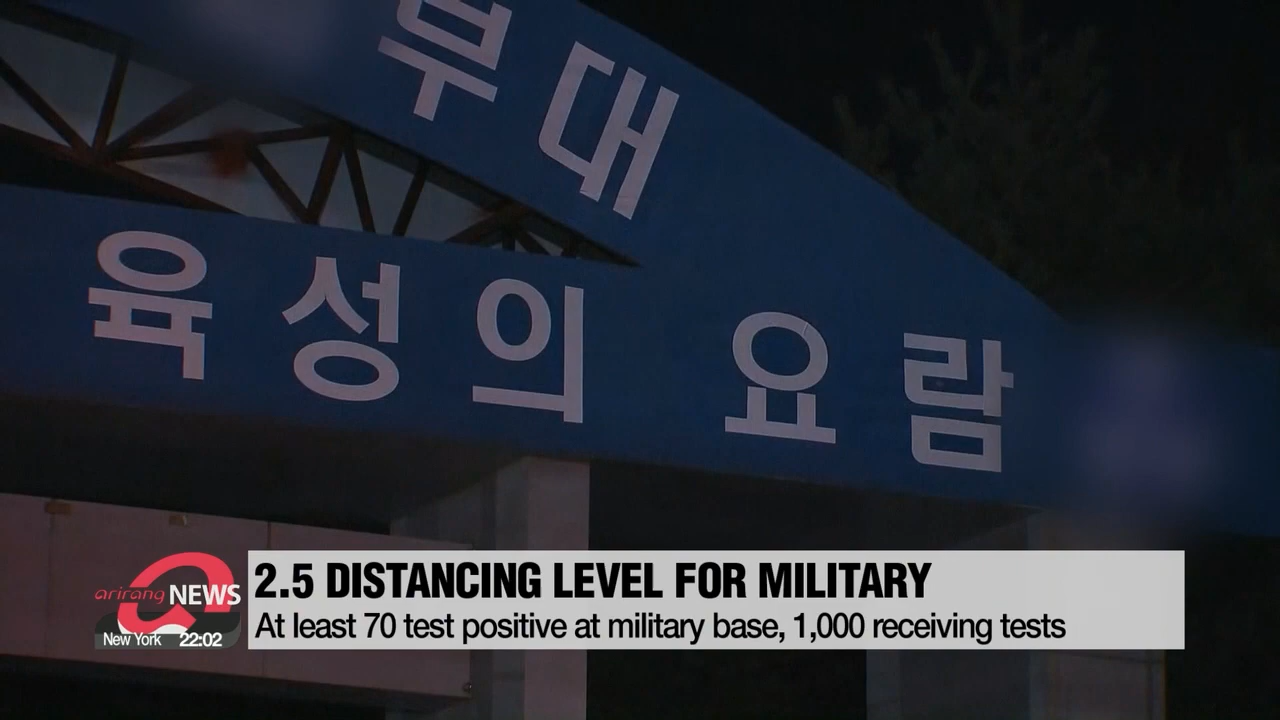 부대
육성의 요람
arirang NEWS
New York 22:02
2.5 DISTANCING LEVEL FOR MILITARY
At least 70 test positive at military base, 1,000 receiving tests